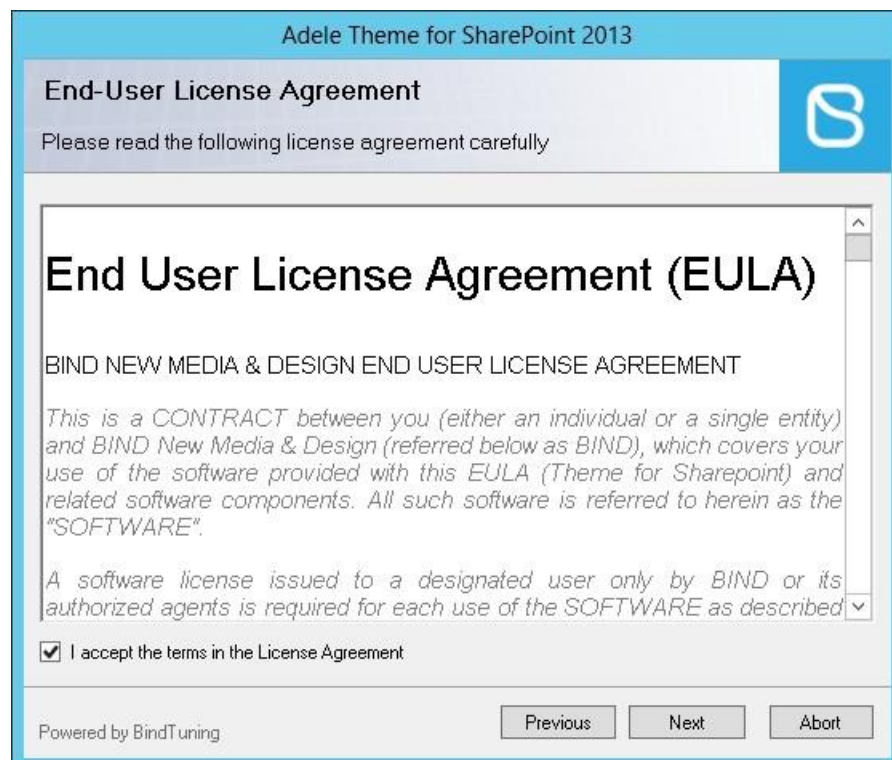 Adele Theme for SharePoint 2013
End-User License Agreement
Please read the following license agreement carefully
End User License Agreement (EULA)
BIND NEW MEDIA & DESIGN END USER LICENSE AGREEMENT
This is a CONTRACT between you (either an individual or a single entity)
and BIND New Media & Design (referred below as BIND), which covers your
use of the software provided with this EULA (Theme for Sharepoint) and
related software components. All such software is referred to herein as the
"SOFTWARE".
A software license issued to a designated user only by BIND or its
authorized agents is required for each use of the SOFTWARE as described
I accept the terms in the License Agreement
Powered by BindTuning
Previous
Next
Abort